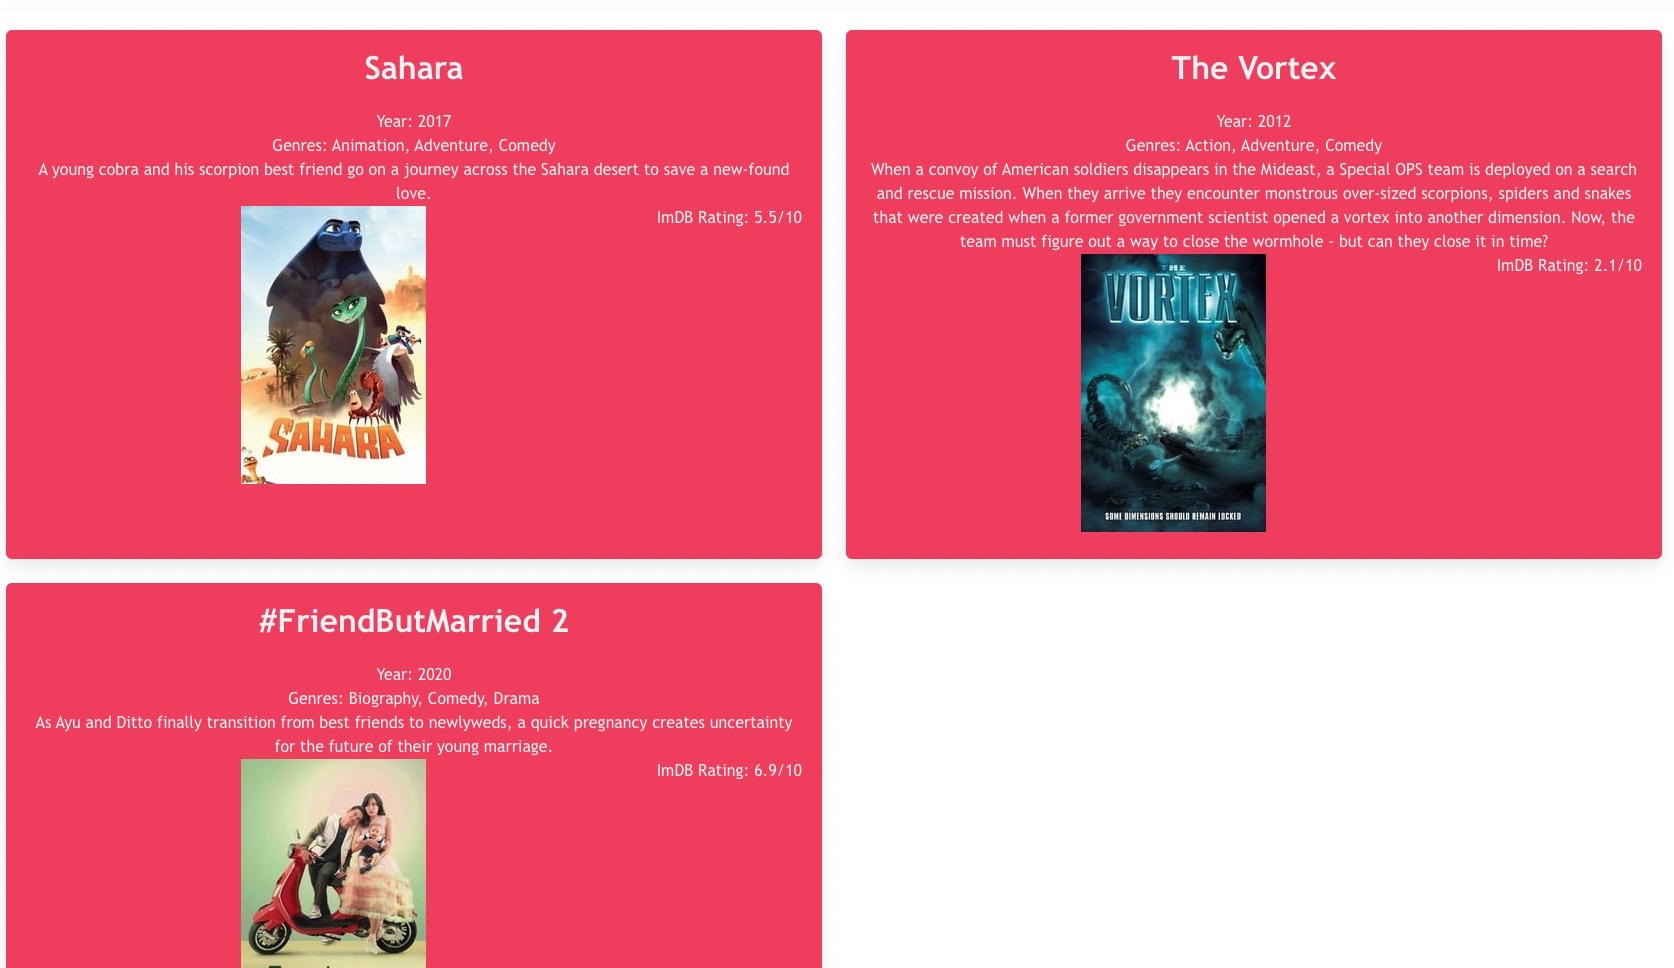 Sahara
Year: 2017
Genres: Animation, Adventure, Comedy
A young cobra and his scorpion best friend go on a journey across the Sahara desert to save a new-found
love.
ImDB Rating: 5.5/10
SAHARA
The Vortex
Year: 2012
Genres: Action, Adventure, Comedy
When a convoy of American soldiers disappears in the Mideast, a Special OPS team is deployed on a search
and rescue mission. When they arrive they encounter monstrous over-sized scorpions, spiders and snakes
that were created when a former government scientist opened a vortex into another dimension. Now, the
team must figure out a way to close the wormhole - but can they close it in time?
ImDB Rating: 2.1/10
THE
VORTEX
SOME DIMENSIONS SHOULD REMAIN LOCKED
#FriendButMarried 2
Year: 2020
Genres: Biography, Comedy, Drama
As Ayu and Ditto finally transition from best friends to newlyweds, a quick pregnancy creates uncertainty
for the future of their young marriage.
ImDB Rating: 6.9/10